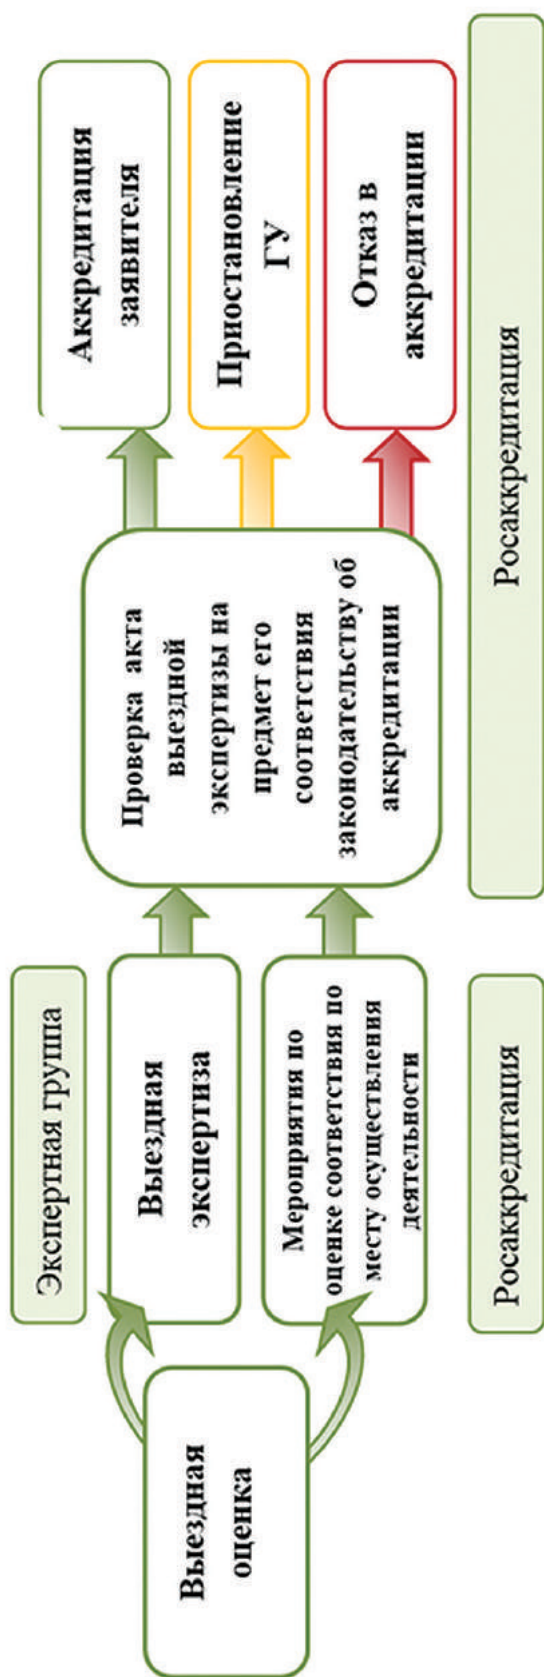 Выездная
оценка
Экспертная группа
Выездная
экспертиза
Мероприятия по
оценке соответствия по
месту осуществления
деятельности
Росаккредитация
Проверка акта
выездной
экспертизы на
предмет его
соответствия
законодательству об
аккредитации
Аккредитация
заявителя
Приостановление
ГУ
Отказ в
аккредитации
Росаккредитация